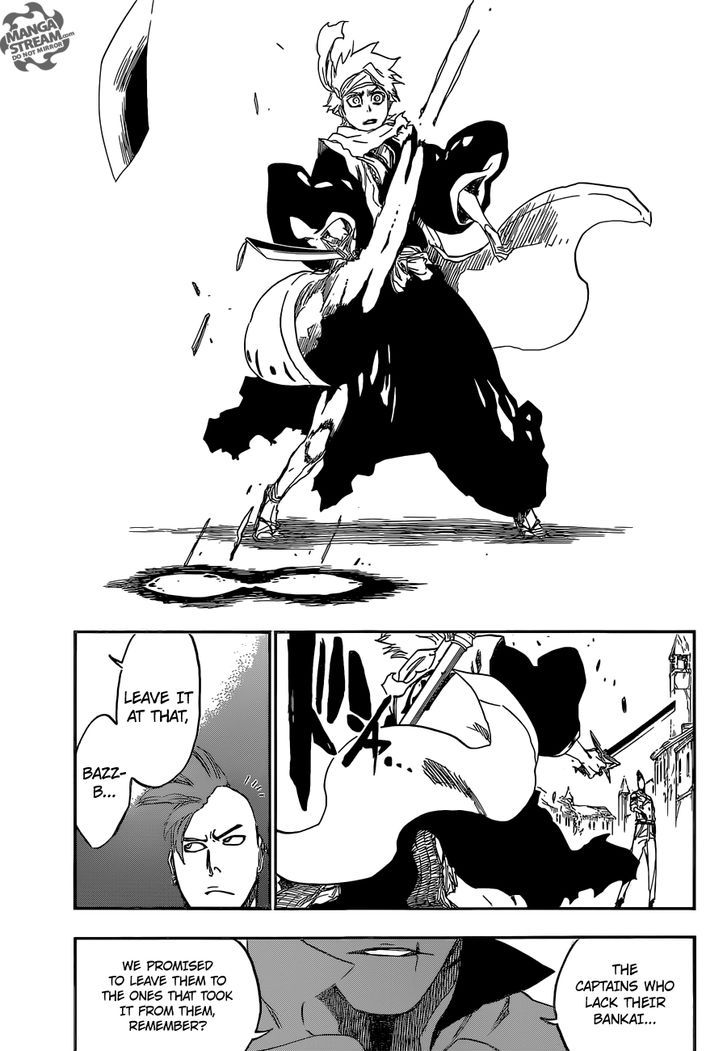 MANGA
STREAM.com
DO NOT MIRROR
LEAVE IT
AT THAT,
BAZZ-
B...
THE
CAPTAINS WHO
LACK THEIR
BANKAI...
WE PROMISED
TO LEAVE THEM TO
THE ONES THAT TOOK
IT FROM THEM,
REMEMBER?